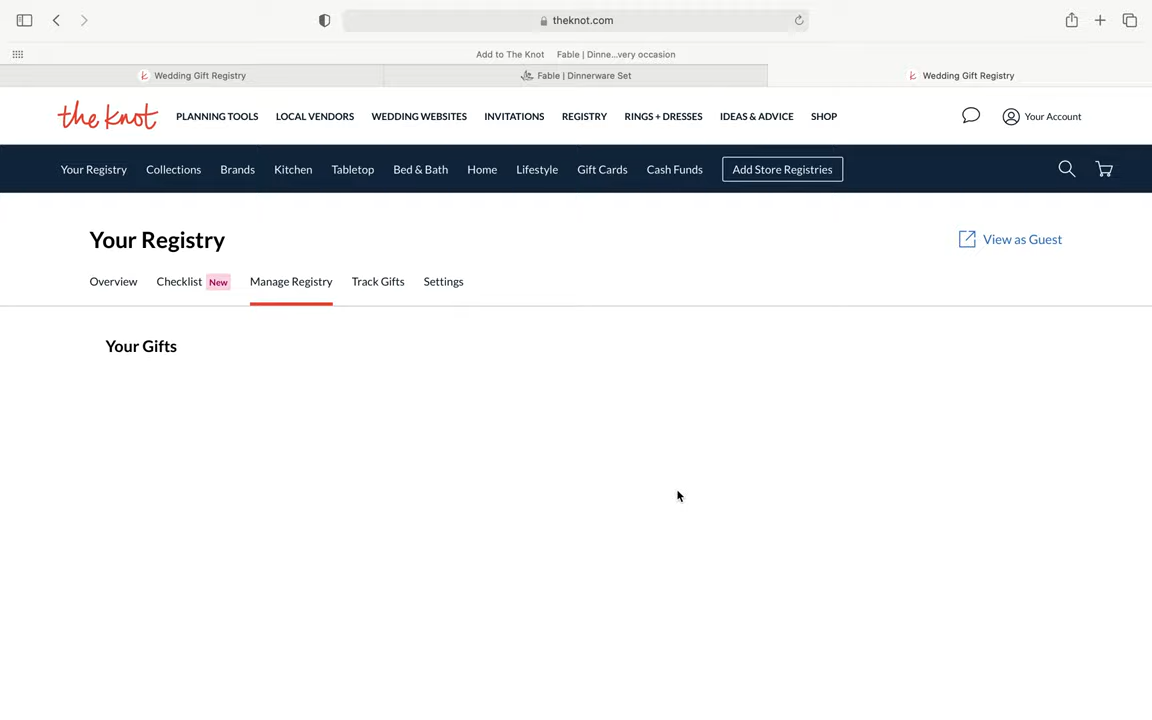 theknot.com
Add to The Knot Fable | Dinne...very occasion
Wedding Gift Registry Fable | Dinnerware Set Wedding Gift Registry
the knot PLANNING TOOLS LOCAL VENDORS WEDDING WEBSITES INVITATIONS REGISTRY RINGS + DRESSES IDEAS & ADVICE SHOP Your Account
Your Registry Collections Brands Kitchen Tabletop Bed & Bath Home Lifestyle Gift Cards Cash Funds Add Store Registries
Your Registry View as Guest
Overview Checklist New Manage Registry Track Gifts Settings
Your Gifts